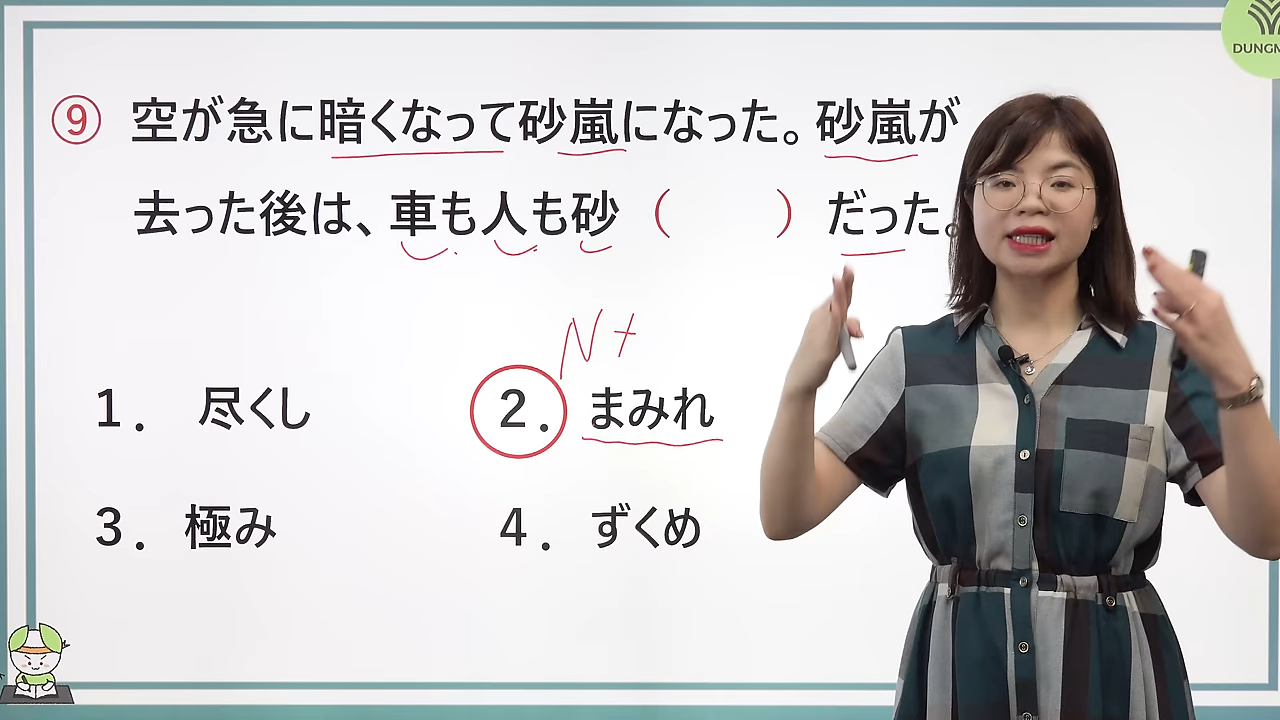 ⑨ 空が急に暗くなって砂嵐になった。砂嵐が
去った後は、車も人も砂（　　）だった。
N+
1. 尽くし
2. まみれ
3. 極み
4. ずくめ